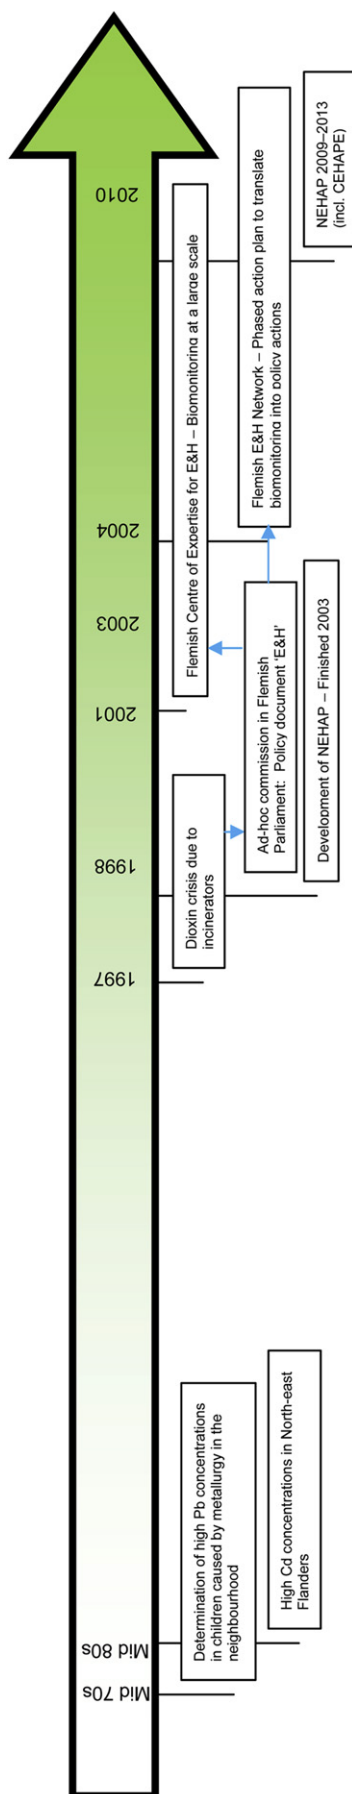 Mid 70s
Mid 80s
1997
1998
2001
2003
2004
2010
Determination of high Pb concentrations
in children caused by metallurgy in the
neighbourhood
High Cd concentrations in North-east
Flanders
Dioxin crisis due to
incinerators
Ad-hoc commission in Flemish
Parliament: Policy document ‘E&H’
Development of NEHAP – Finished 2003
Flemish Centre of Expertise for E&H – Biomonitoring at a large scale
Flemish E&H Network – Phased action plan to translate
biomonitoring into policy actions
NEHAP 2009–2013
(incl. CEHAPE)